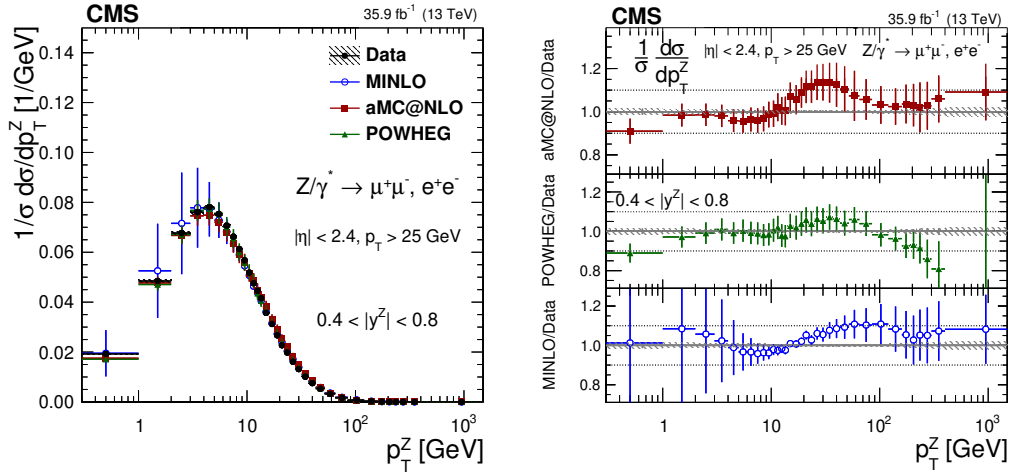 CMS
35.9 fb⁻¹ (13 TeV)
1/σ dσ/dp_T^Z [1/GeV]
0.14
0.12
0.10
0.08
0.06
0.04
0.02
0.00
Data
MINLO
aMC@NLO
POWHEG
Z/γ* → μ⁺μ⁻, e⁺e⁻
|η| < 2.4, p_T > 25 GeV
0.4 < |y^Z| < 0.8
1 10 10² 10³
p_T^Z [GeV]
CMS
35.9 fb⁻¹ (13 TeV)
1/σ dσ/dp_T^Z |η| < 2.4, p_T > 25 GeV Z/γ* → μ⁺μ⁻, e⁺e⁻
aMC@NLO/Data
1.2
1.0
0.8
0.4 < |y^Z| < 0.8
POWHEG/Data
1.2
1.0
0.8
MINLO/Data
1.2
1.0
0.8
1 10 10² 10³
p_T^Z [GeV]